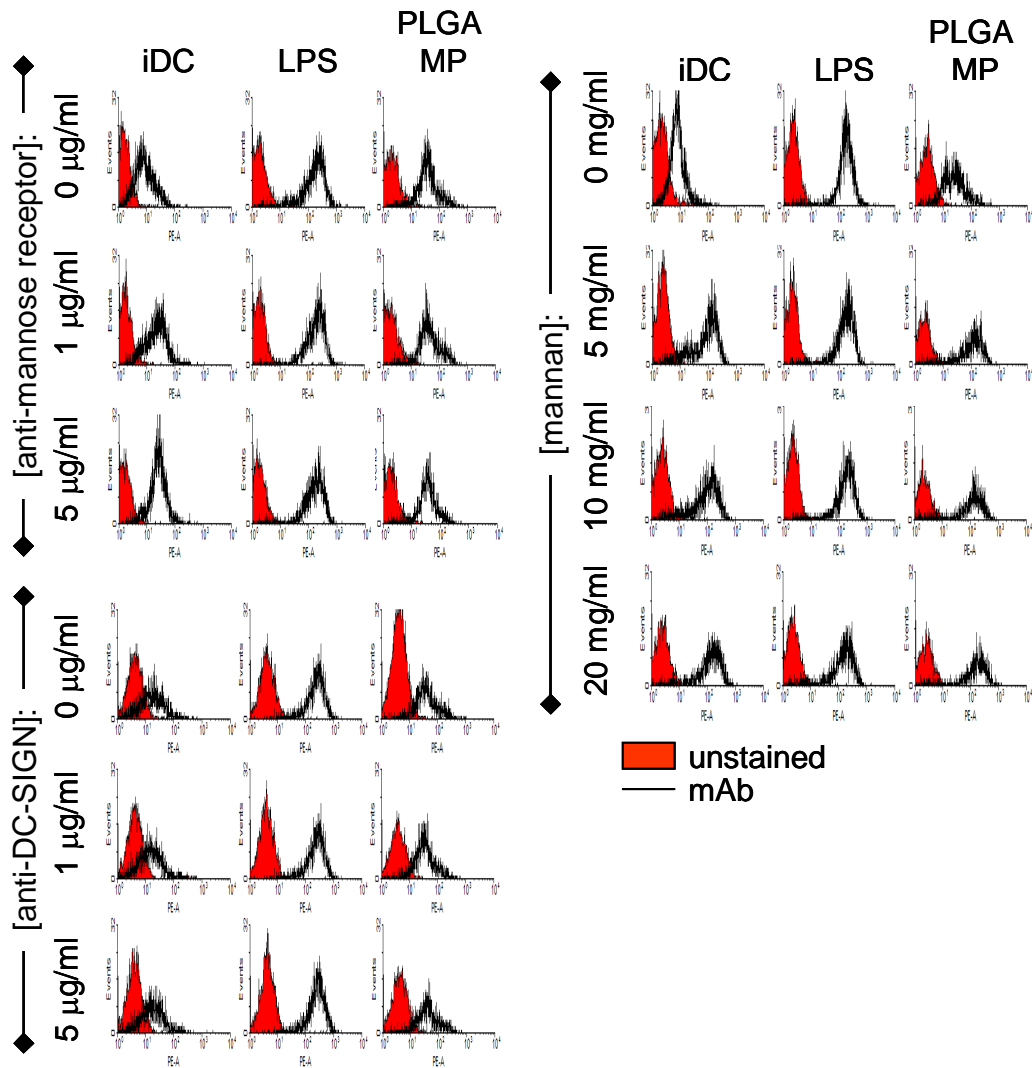 iDC LPS PLGA MP
[anti-mannose receptor]:
0 µg/ml
1 µg/ml
5 µg/ml
[anti-DC-SIGN]:
0 µg/ml
1 µg/ml
5 µg/ml
iDC LPS PLGA MP
[mannan]:
0 mg/ml
5 mg/ml
10 mg/ml
20 mg/ml
Events
PE-A
unstained
mAb